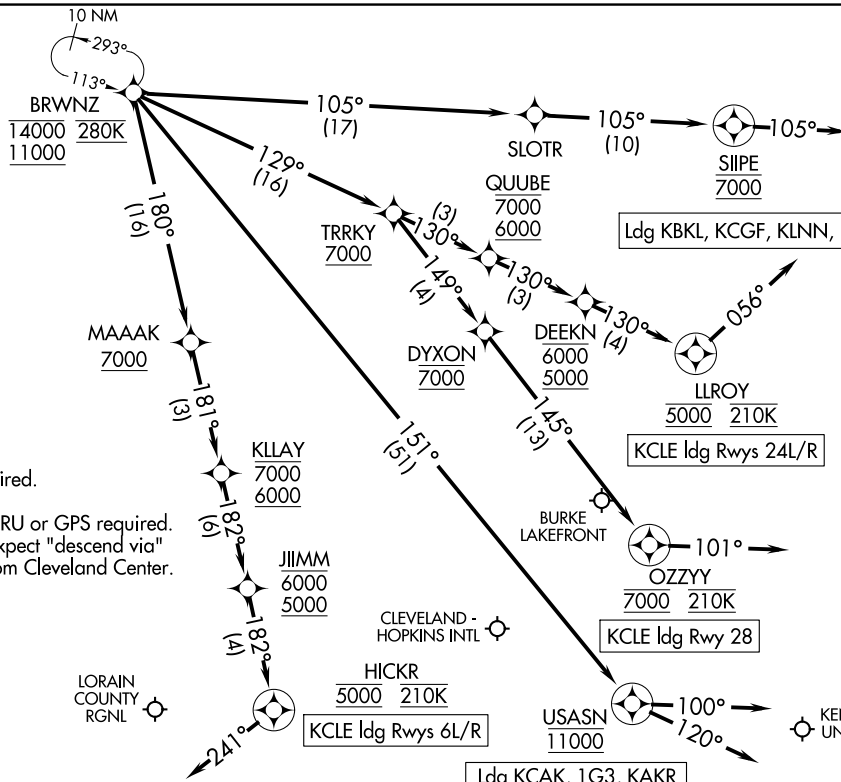 10 NM
293°
113°
BRWNZ
14000 280K
11000
105°
(17)
SLOTR
105°
(10)
105°
SIIPE
7000
Ldg KBKL, KCGF, KLNN,
129°
(16)
TRRKY
7000
(3)
130°
QUUBE
7000
6000
130°
(3)
DEEKN
6000
5000
130°
(4)
056°
LLROY
5000 210K
KCLE ldg Rwys 24L/R
149°
(4)
DYXON
7000
145°
(13)
BURKE
LAKEFRONT
101°
OZZYY
7000 210K
KCLE ldg Rwy 28
180°
(16)
MAAAK
7000
181°
(3)
KLLAY
7000
6000
182°
(6)
JIIMM
6000
5000
182°
(4)
HICKR
5000 210K
KCLE ldg Rwys 6L/R
241°
LORAIN
COUNTY
RGNL
CLEVELAND -
HOPKINS INTL
151°
(51)
USASN
11000
100°
120°
Ldg KCAK, 1G3, KAKR
ired.
RU or GPS required.
xpect "descend via"
om Cleveland Center.